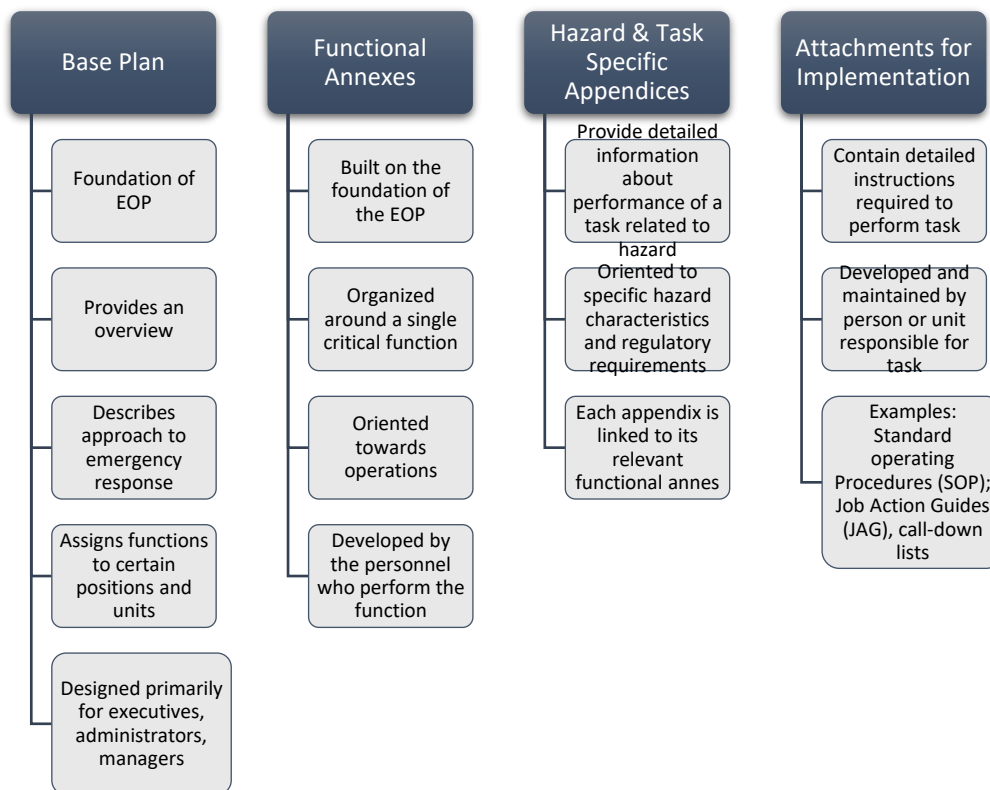 Base Plan
Foundation of
EOP
Provides an
overview
Describes
approach to
emergency
response
Assigns functions
to certain
positions and
units
Designed primarily
for executives,
administrators,
managers
Functional
Annexes
Built on the
foundation of
the EOP
Organized
around a single
critical function
Oriented
towards
operations
Developed by
the personnel
who perform the
function
Hazard & Task
Specific
Appendices
Provide detailed
information
about
performance of a
task related to
hazard
Oriented to
specific hazard
characteristics
and regulatory
requirements
Each appendix is
linked to its
relevant
functional annes
Attachments for
Implementation
Contain detailed
instructions
required to
perform task
Developed and
maintained by
person or unit
responsible for
task
Examples:
Standard
operating
Procedures (SOP);
Job Action Guides
(JAG), call-down
lists